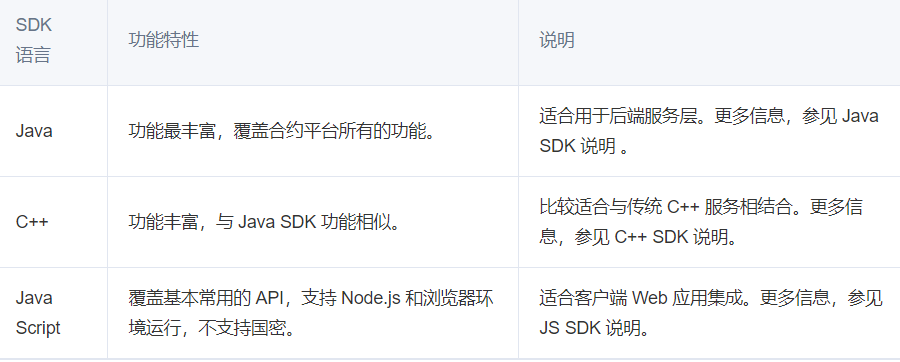 SDK
语言
功能特性
说明
Java
功能最丰富，覆盖合约平台所有的功能。
适合用于后端服务层。更多信息，参见 Java
SDK 说明 。
C++
功能丰富，与 Java SDK 功能相似。
比较适合与传统 C++ 服务相结合。更多信
息，参见 C++ SDK 说明。
Java
Script
覆盖基本常用的 API，支持 Node.js 和浏览器环
境运行，不支持国密。
适合客户端 Web 应用集成。更多信息，参见
JS SDK 说明。